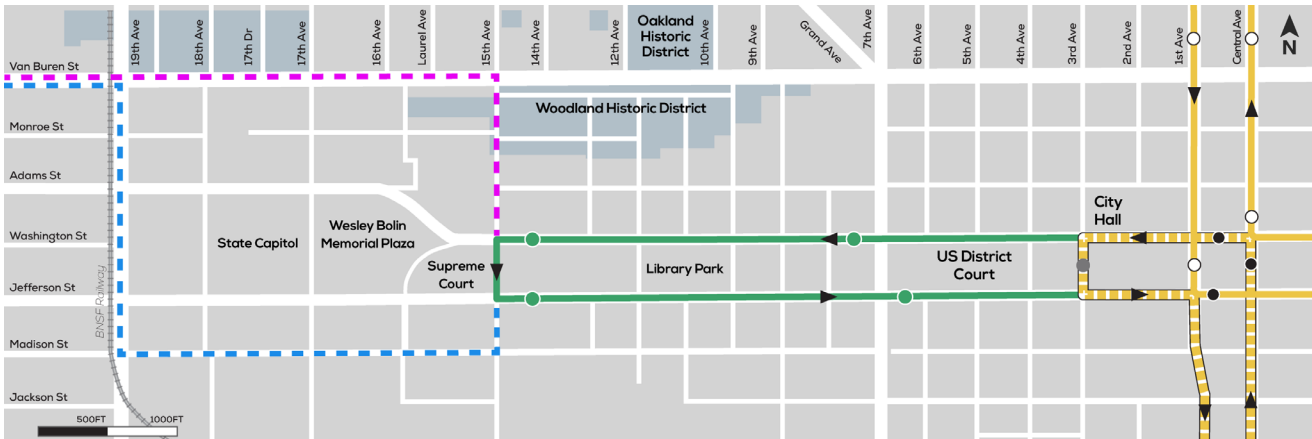 Van Buren St
Monroe St
Adams St
Washington St
Jefferson St
Madison St
Jackson St
BNSF Railway
500FT
1000FT
19th Ave
18th Ave
17th Dr
17th Ave
16th Ave
Laurel Ave
15th Ave
14th Ave
12th Ave
Oakland
Historic
District
10th Ave
9th Ave
Grand Ave
7th Ave
6th Ave
5th Ave
4th Ave
3rd Ave
2nd Ave
1st Ave
Central Ave
N
Woodland Historic District
State Capitol
Wesley Bolin
Memorial Plaza
Supreme
Court
Library Park
US District
Court
City
Hall